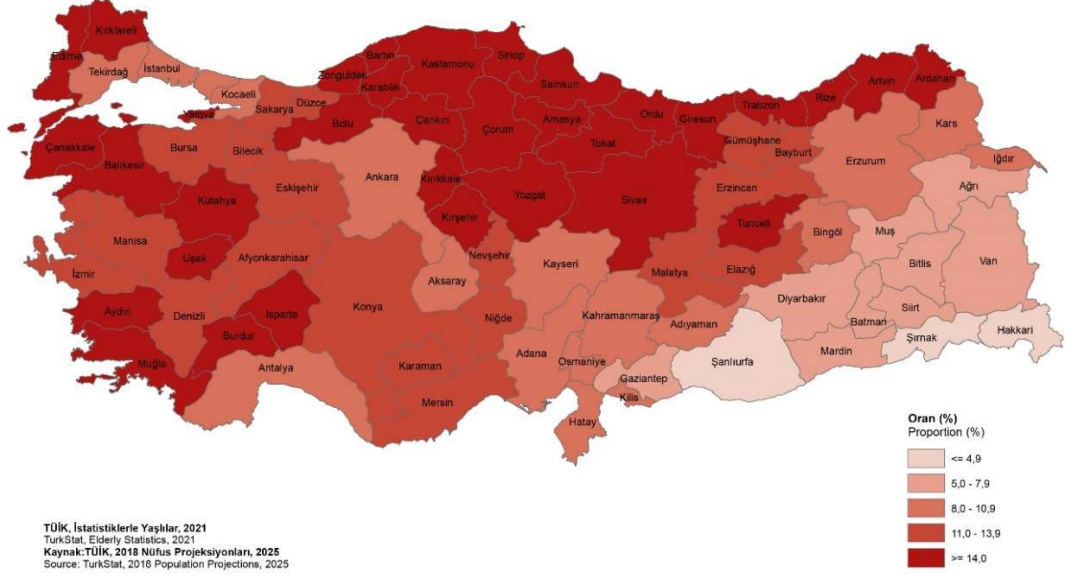 Kırklareli
Edirne
Tekirdağ
İstanbul
Kocaeli
Yalova
Sakarya
Düzce
Zonguldak
Bartın
Karabük
Kastamonu
Sinop
Samsun
Bolu
Çankırı
Çorum
Amasya
Ordu
Giresun
Trabzon
Rize
Artvin
Ardahan
Kars
Iğdır
Ağrı
Erzurum
Gümüşhane
Bayburt
Tokat
Çanakkale
Balıkesir
Bursa
Bilecik
Eskişehir
Ankara
Kırıkkale
Kırşehir
Yozgat
Sivas
Erzincan
Tunceli
Bingöl
Muş
Bitlis
Van
Kütahya
Manisa
Uşak
Afyonkarahisar
Nevşehir
Kayseri
Malatya
Elazığ
Diyarbakır
Batman
Siirt
Şırnak
Hakkari
İzmir
Aydın
Denizli
Isparta
Burdur
Konya
Aksaray
Niğde
Kahramanmaraş
Adıyaman
Şanlıurfa
Mardin
Muğla
Antalya
Karaman
Mersin
Adana
Osmaniye
Gaziantep
Kilis
Hatay
Oran (%)
Proportion (%)
<= 4,9
5,0 - 7,9
8,0 - 10,9
11,0 - 13,9
>= 14,0
TÜİK, İstatistiklerle Yaşlılar, 2021
TurkStat, Elderly Statistics, 2021
Kaynak:TÜİK, 2018 Nüfus Projeksiyonları, 2025
Source: TurkStat, 2018 Population Projections, 2025